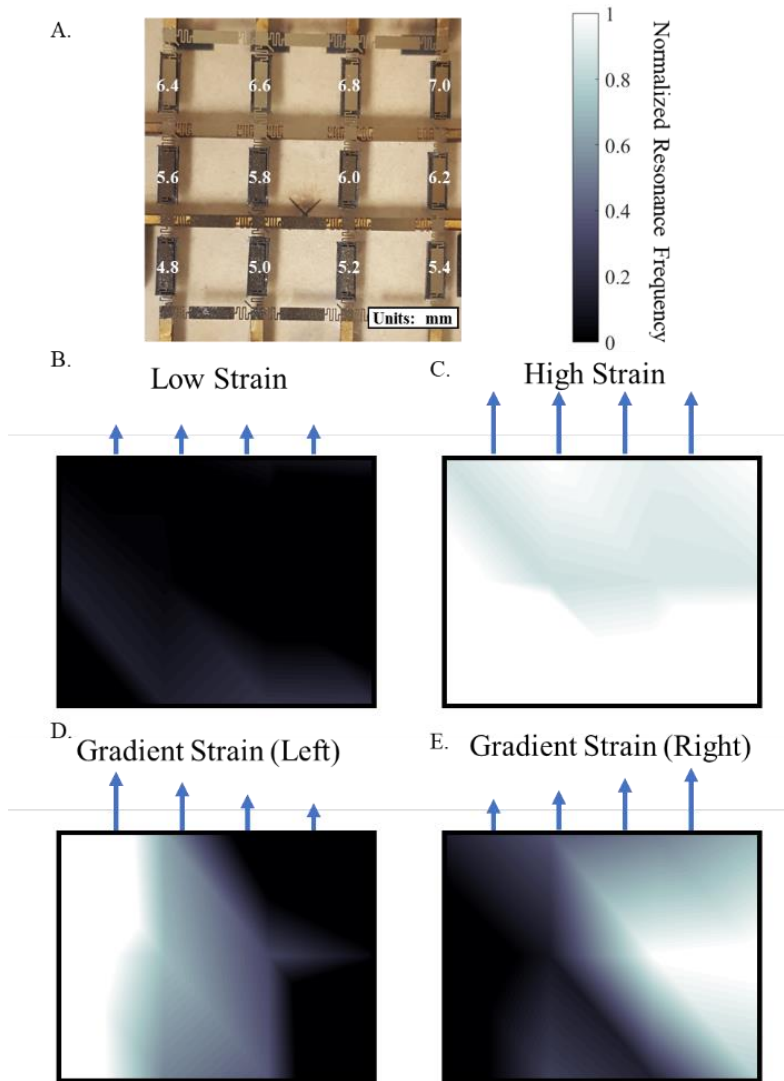 A.
6.4 6.6 6.8 7.0
5.6 5.8 6.0 6.2
4.8 5.0 5.2 5.4
Units: mm
1
0.8
0.6
0.4
0.2
0
Normalized Resonance Frequency
B.
Low Strain
C.
High Strain
D.
Gradient Strain (Left)
E.
Gradient Strain (Right)